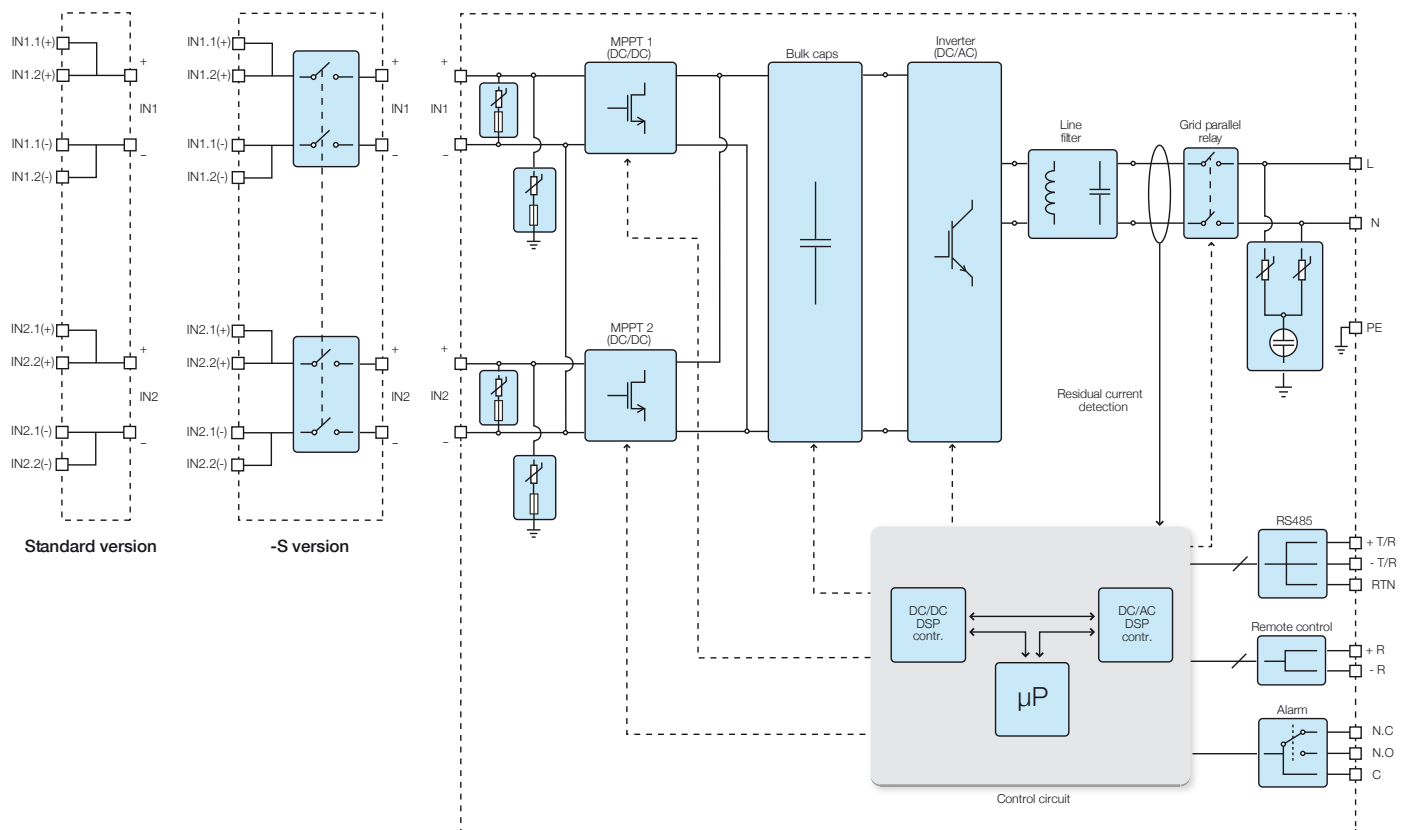 IN1.1(+)
IN1.2(+)
+
IN1
IN1.1(-)
−
IN1.2(-)
IN2.1(+)
+
IN2.2(+)
IN2
IN2.1(-)
−
IN2.2(-)
Standard version
IN1.1(+)
IN1.2(+)
+
IN1
IN1.1(-)
−
IN1.2(-)
IN2.1(+)
+
IN2.2(+)
IN2
IN2.1(-)
−
IN2.2(-)
-S version
+
IN1
−
+
IN2
−
MPPT 1
(DC/DC)
MPPT 2
(DC/DC)
Bulk caps
Inverter
(DC/AC)
Line
filter
Grid parallel
relay
L
N
PE
Residual current
detection
DC/DC
DSP
contr.
DC/AC
DSP
contr.
µP
Control circuit
RS485
+ T/R
- T/R
RTN
Remote control
+ R
- R
Alarm
N.C
N.O
C